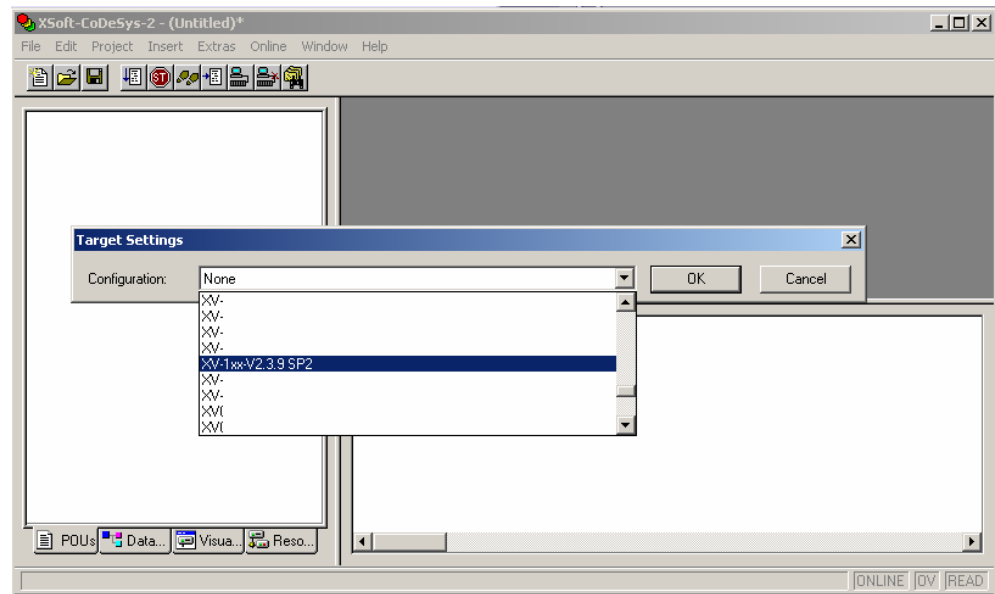 XSoft-CoDeSys-2 - (Untitled)*
File Edit Project Insert Extras Online Window Help
Target Settings
Configuration: None OK Cancel
XV-
XV-
XV-
XV-
XV-1xx-V2.3.9 SP2
XV-
XV-
XV(
XV(
POUs Data... Visua... Reso...
ONLINE OV READ